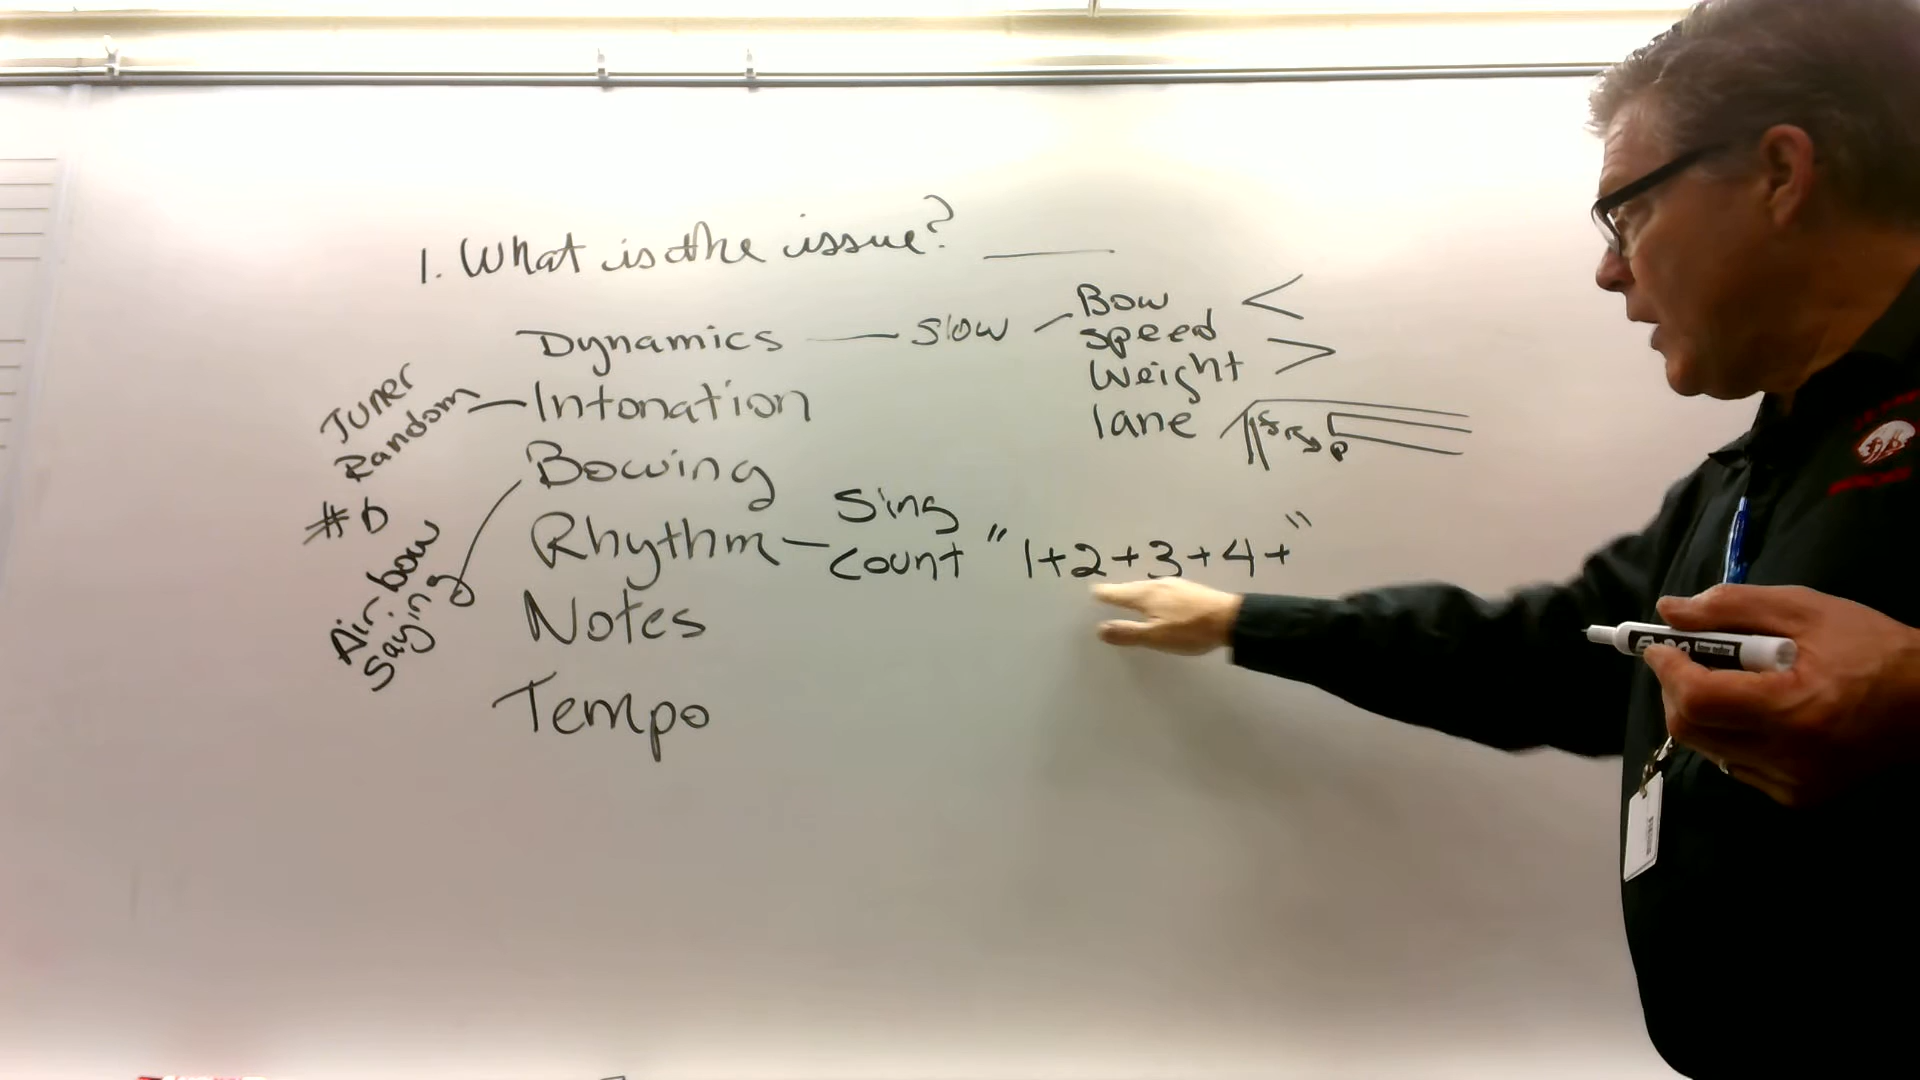 1. What is the issue?
Dynamics — slow — Bow
speed
weight
lane
Tuner
Random — Intonation
#D
Bowing
Air-bow
Saying
Rhythm — Sing
count "1+2+3+4+"
Notes
Tempo